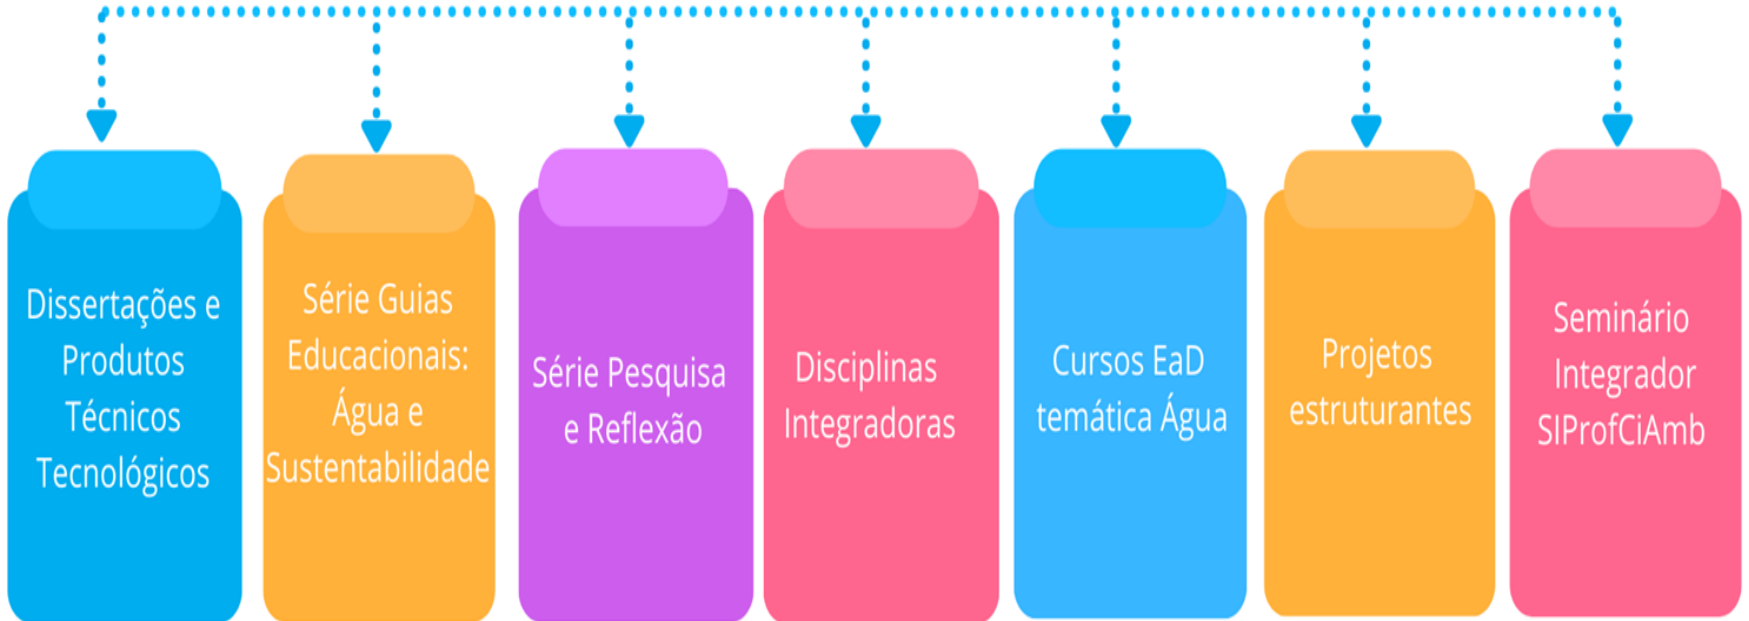 Dissertações e
Produtos
Técnicos
Tecnológicos
Série Guias
Educacionais:
Água e
Sustentabilidade
Série Pesquisa
e Reflexão
Disciplinas
Integradoras
Cursos EaD
temática Água
Projetos
estruturantes
Seminário
Integrador
SIProfCiAmb